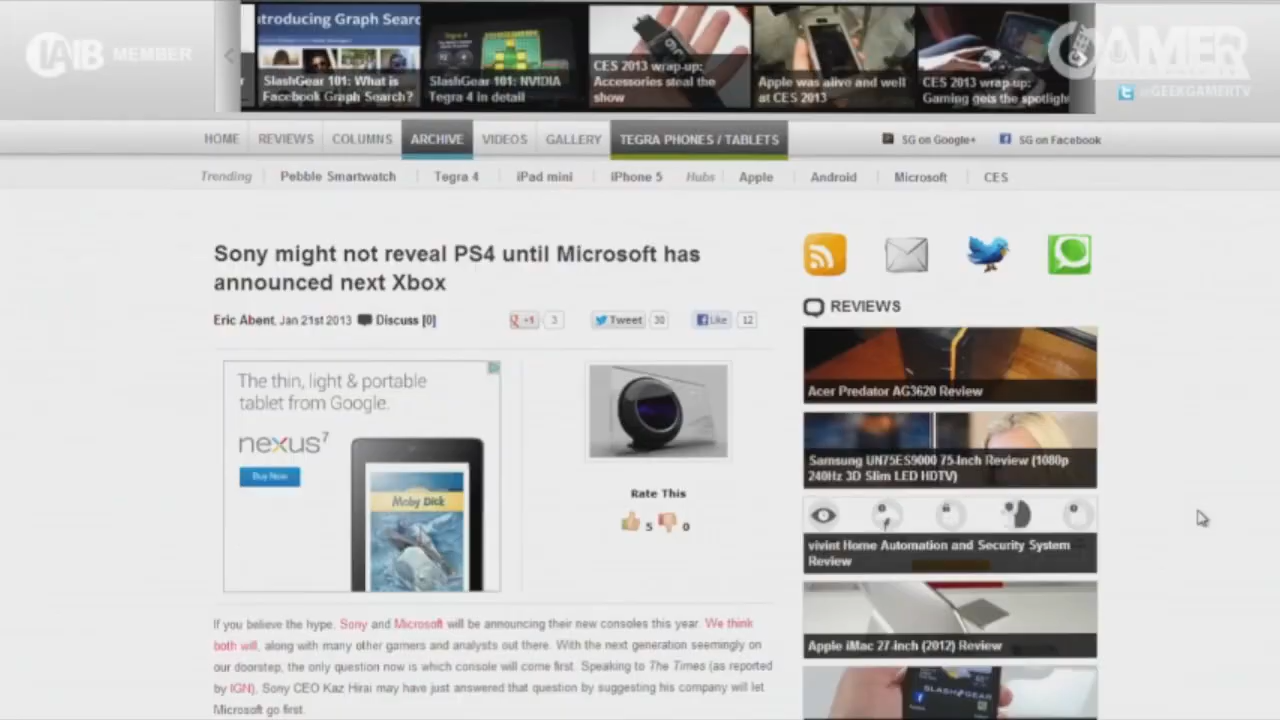 IAIB MEMBER
ntroducing Graph Searc
SlashGear 101: What is
Facebook Graph Search?
SlashGear 101: NVIDIA
Tegra 4 in detail
CES 2013 wrap-up:
Accessories steal the
show
Apple was alive and well
at CES 2013
CES 2013 wrap-up:
Gaming gets the spotligh
GEEK GAMER
@GEEKGAMERTV
HOME REVIEWS COLUMNS ARCHIVE VIDEOS GALLERY TEGRA PHONES / TABLETS SG on Google+ SG on Facebook
Trending Pebble Smartwatch Tegra 4 iPad mini iPhone 5 Hubs Apple Android Microsoft CES
Sony might not reveal PS4 until Microsoft has
announced next Xbox
Eric Abent, Jan 21st 2013 Discuss [0] +1 3 Tweet 30 Like 12
The thin, light & portable
tablet from Google.
nexus 7
Buy Now
Moby Dick
Rate This
5 0
If you believe the hype, Sony and Microsoft will be announcing their new consoles this year. We think
both will, along with many other gamers and analysts out there. With the next generation seemingly on
our doorstep, the only question now is which console will come first. Speaking to The Times (as reported
by IGN), Sony CEO Kaz Hirai may have just answered that question by suggesting his company will let
Microsoft go first.
REVIEWS
Acer Predator AG3620 Review
Samsung UN75ES9000 75-Inch Review (1080p
240Hz 3D Slim LED HDTV)
vivint Home Automation and Security System
Review
Apple iMac 27-inch (2012) Review
SLASHGEAR